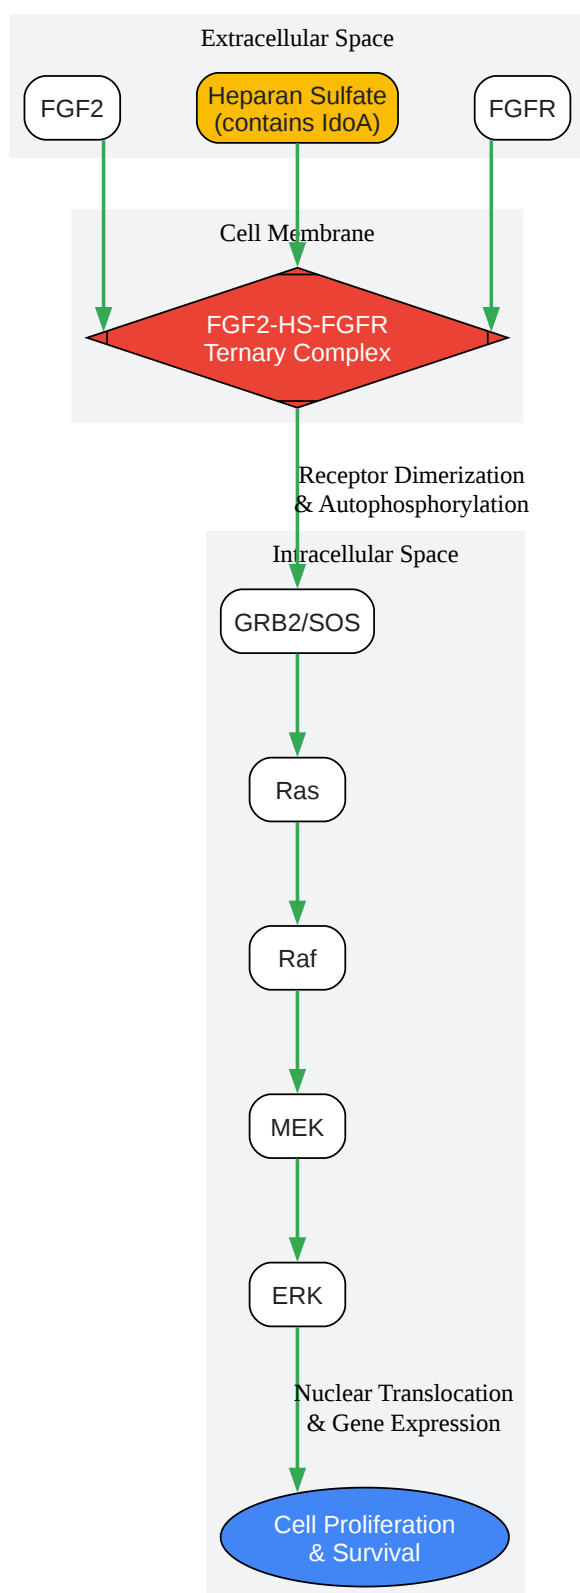 Extracellular Space
FGF2
Heparan Sulfate
(contains IdoA)
FGFR
Cell Membrane
FGF2-HS-FGFR
Ternary Complex
Receptor Dimerization
& Autophosphorylation
Intracellular Space
GRB2/SOS
Ras
Raf
MEK
ERK
Nuclear Translocation
& Gene Expression
Cell Proliferation
& Survival